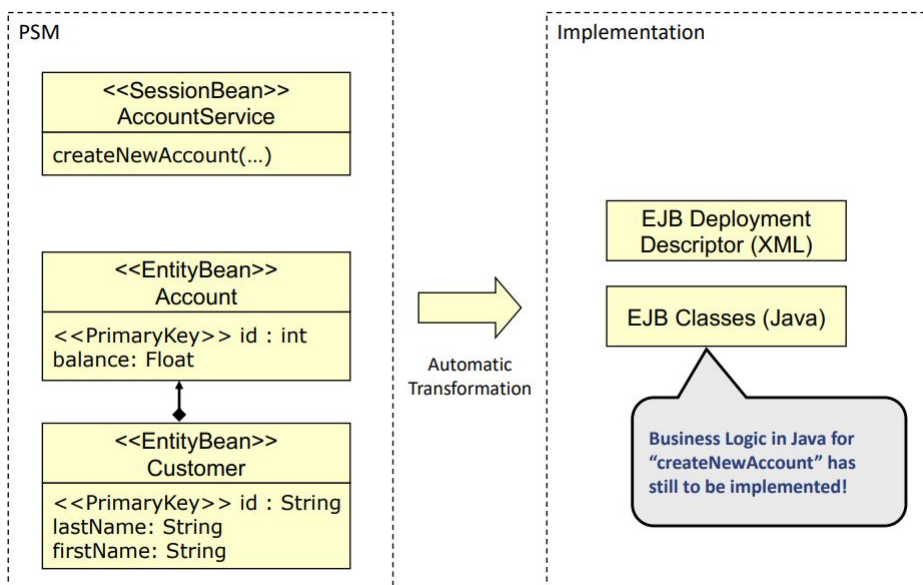 PSM
<<SessionBean>>
AccountService
createNewAccount(...)
<<EntityBean>>
Account
<<PrimaryKey>> id : int
balance: Float
<<EntityBean>>
Customer
<<PrimaryKey>> id : String
lastName: String
firstName: String
Automatic
Transformation
Implementation
EJB Deployment
Descriptor (XML)
EJB Classes (Java)
Business Logic in Java for
“createNewAccount” has
still to be implemented!